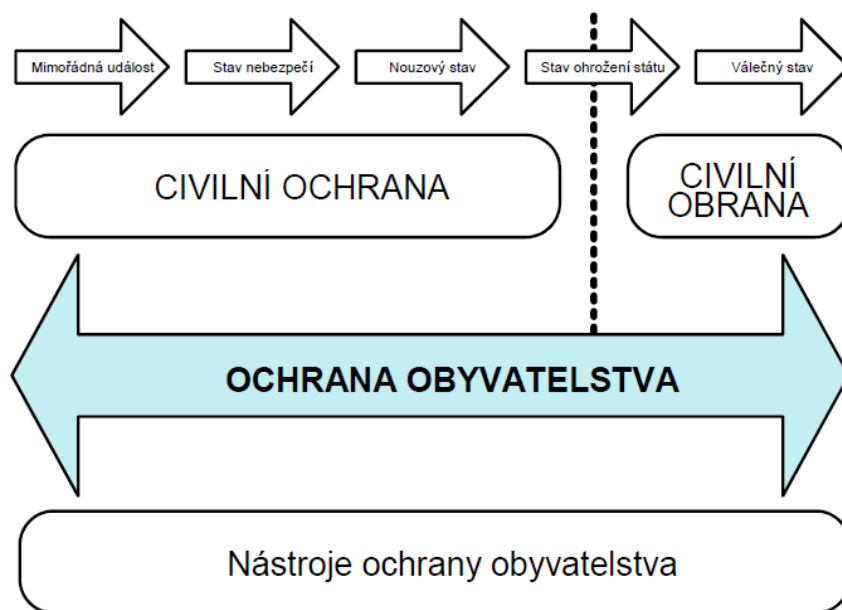 Mimořádná událost
Stav nebezpečí
Nouzový stav
Stav ohrožení státu
Válečný stav
CIVILNÍ OCHRANA
CIVILNÍ
OBRANA
OCHRANA OBYVATELSTVA
Nástroje ochrany obyvatelstva